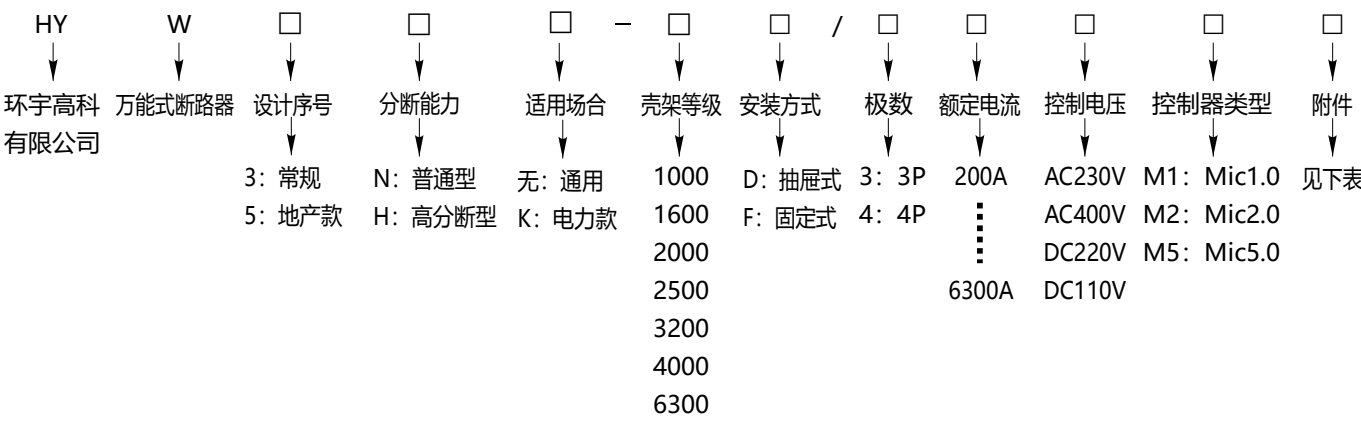 HY W □ □ □ - □ □ / □ □ □ □ □
环宇高科 万能式断路器 设计序号 分断能力 适用场合 壳架等级 安装方式 极数 额定电流 控制电压 控制器类型 附件
有限公司
3：常规 N：普通型 无：通用 1000 D：抽屉式 3：3P 200A AC230V M1：Mic1.0 见下表
5：地产款 H：高分断型 K：电力款 1600 F：固定式 4：4P AC400V M2：Mic2.0
2000 DC220V M5：Mic5.0
2500 6300A DC110V
3200
4000
6300